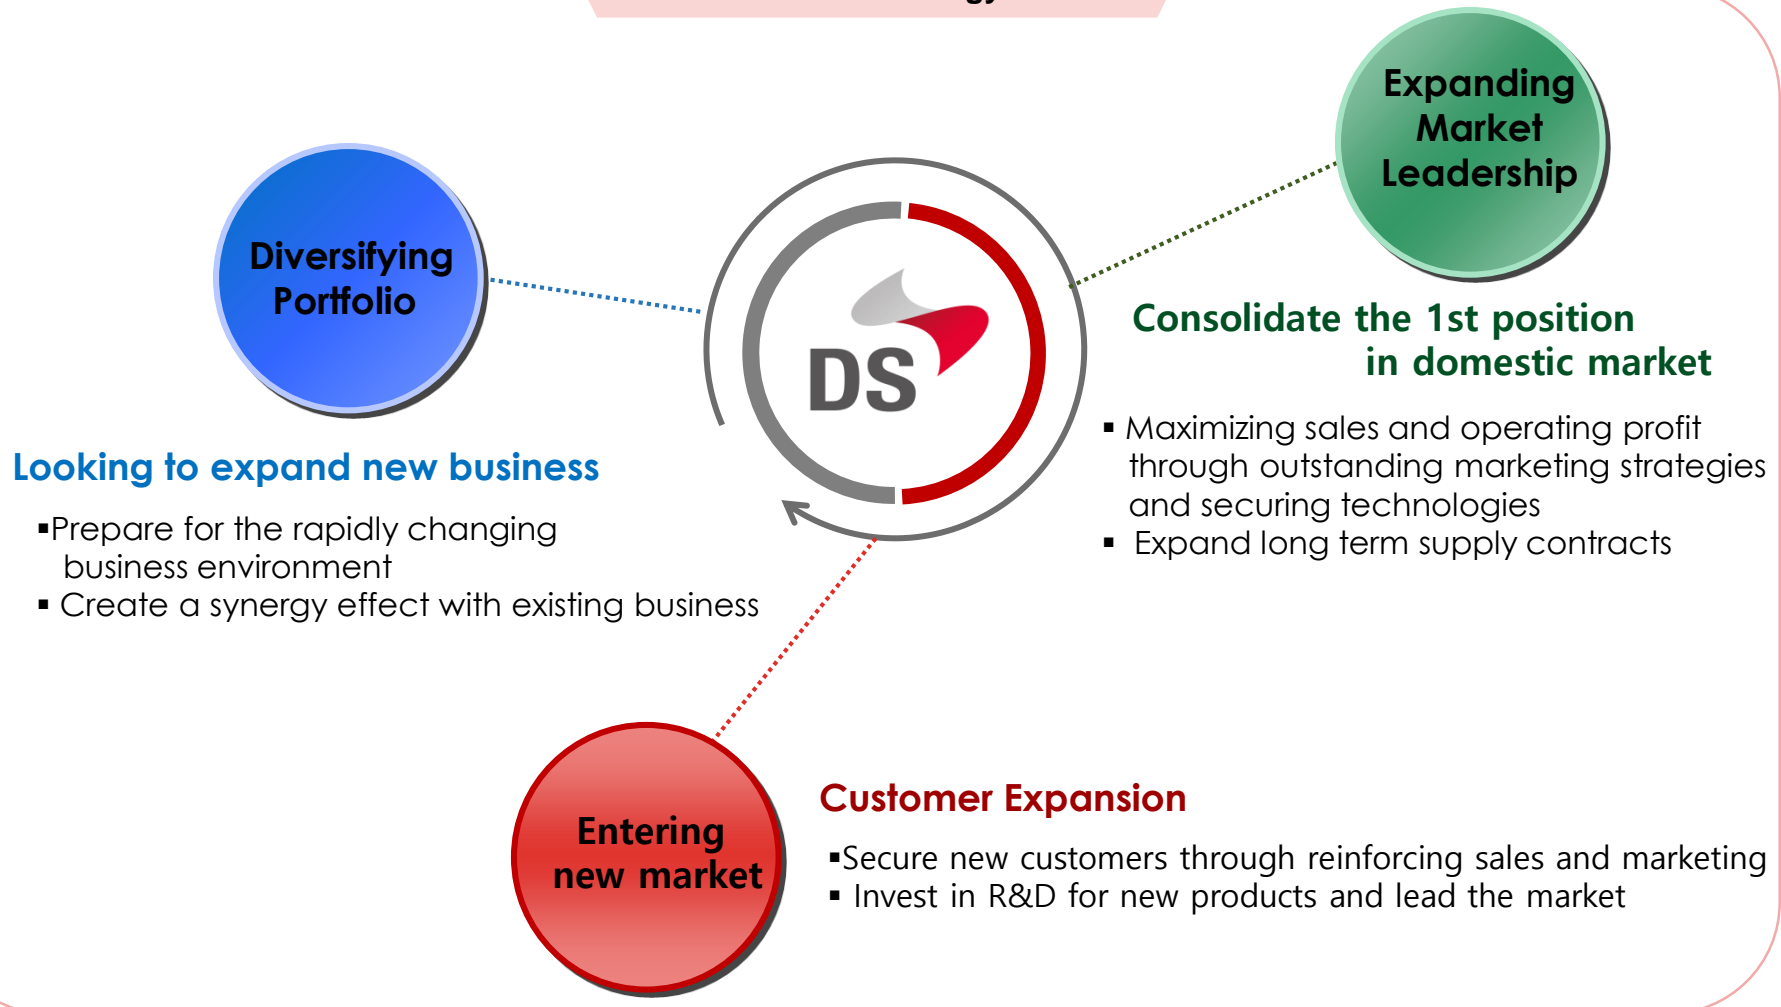 Expanding
Market
Leadership
Diversifying
Portfolio
DS
Consolidate the 1st position
in domestic market
▪ Maximizing sales and operating profit
through outstanding marketing strategies
and securing technologies
▪ Expand long term supply contracts
Looking to expand new business
▪Prepare for the rapidly changing
business environment
▪ Create a synergy effect with existing business
Entering
new market
Customer Expansion
▪Secure new customers through reinforcing sales and marketing
▪ Invest in R&D for new products and lead the market